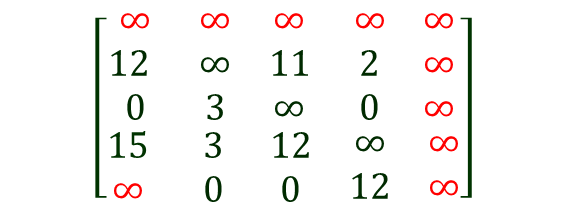 ∞ ∞ ∞ ∞ ∞
12 ∞ 11 2 ∞
0 3 ∞ 0 ∞
15 3 12 ∞ ∞
∞ 0 0 12 ∞